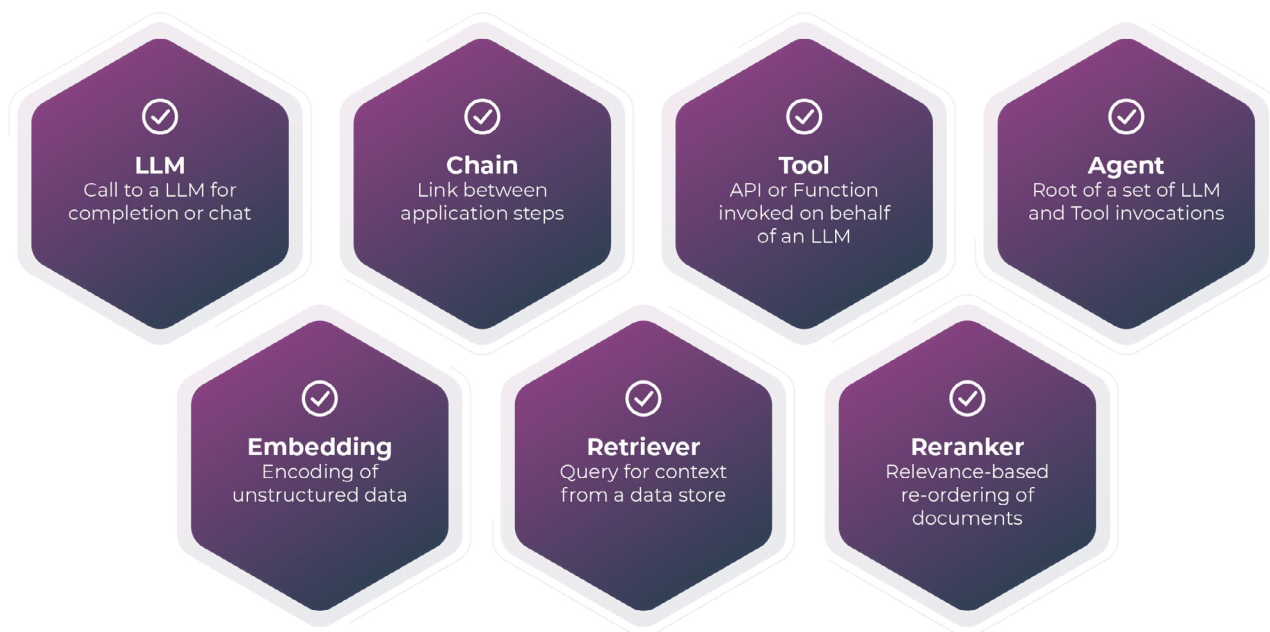 LLM
Call to a LLM for
completion or chat
Chain
Link between
application steps
Tool
API or Function
invoked on behalf
of an LLM
Agent
Root of a set of LLM
and Tool invocations
Embedding
Encoding of
unstructured data
Retriever
Query for context
from a data store
Reranker
Relevance-based
re-ordering of
documents